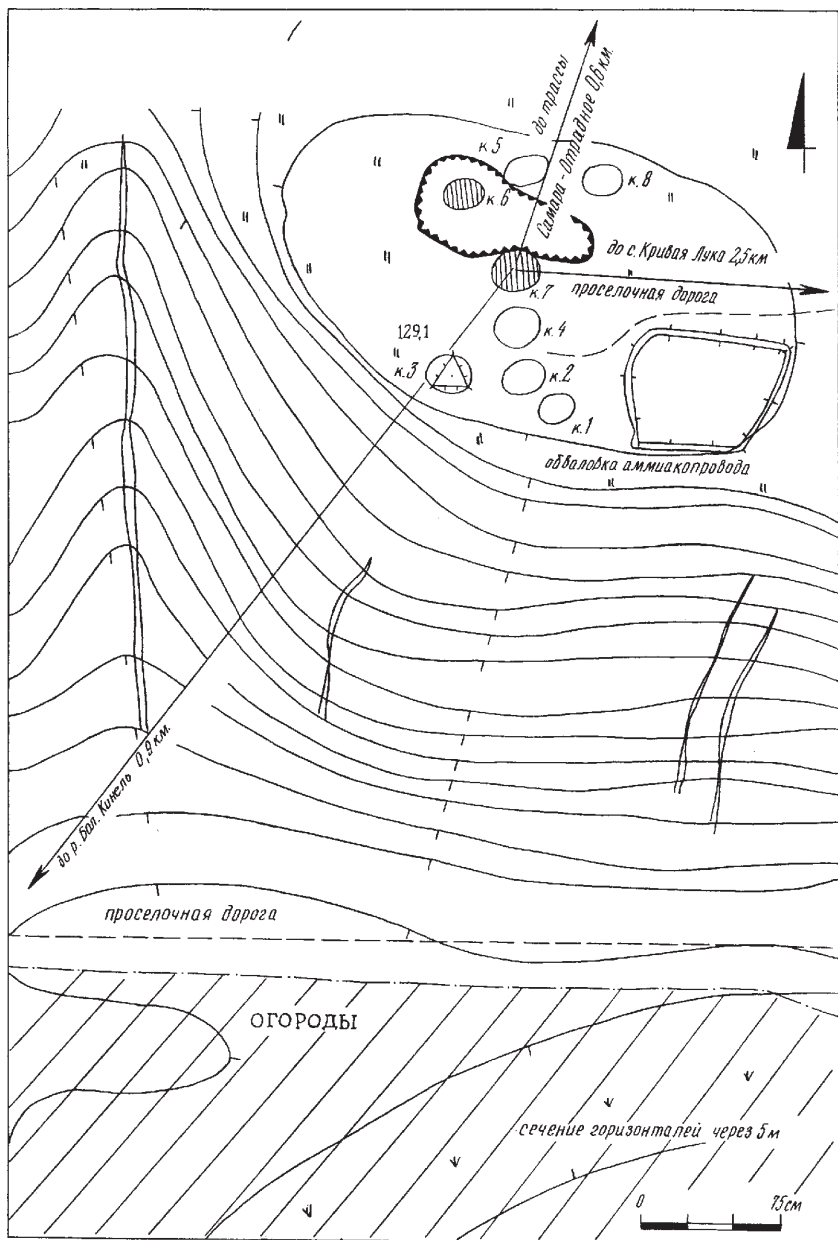 до трассы
Самара-Отрадное 0,6 км.
к.5
к.8
к.6
до с. Кривая Лука 2,5 км
к.7
проселочная дорога
129,1
к.4
к.3
к.2
к.1
обваловка аммиакопровода
до р. Бол. Кинель 0,9 км.
проселочная дорога
ОГОРОДЫ
сечение горизонталей через 5 м
0
75см